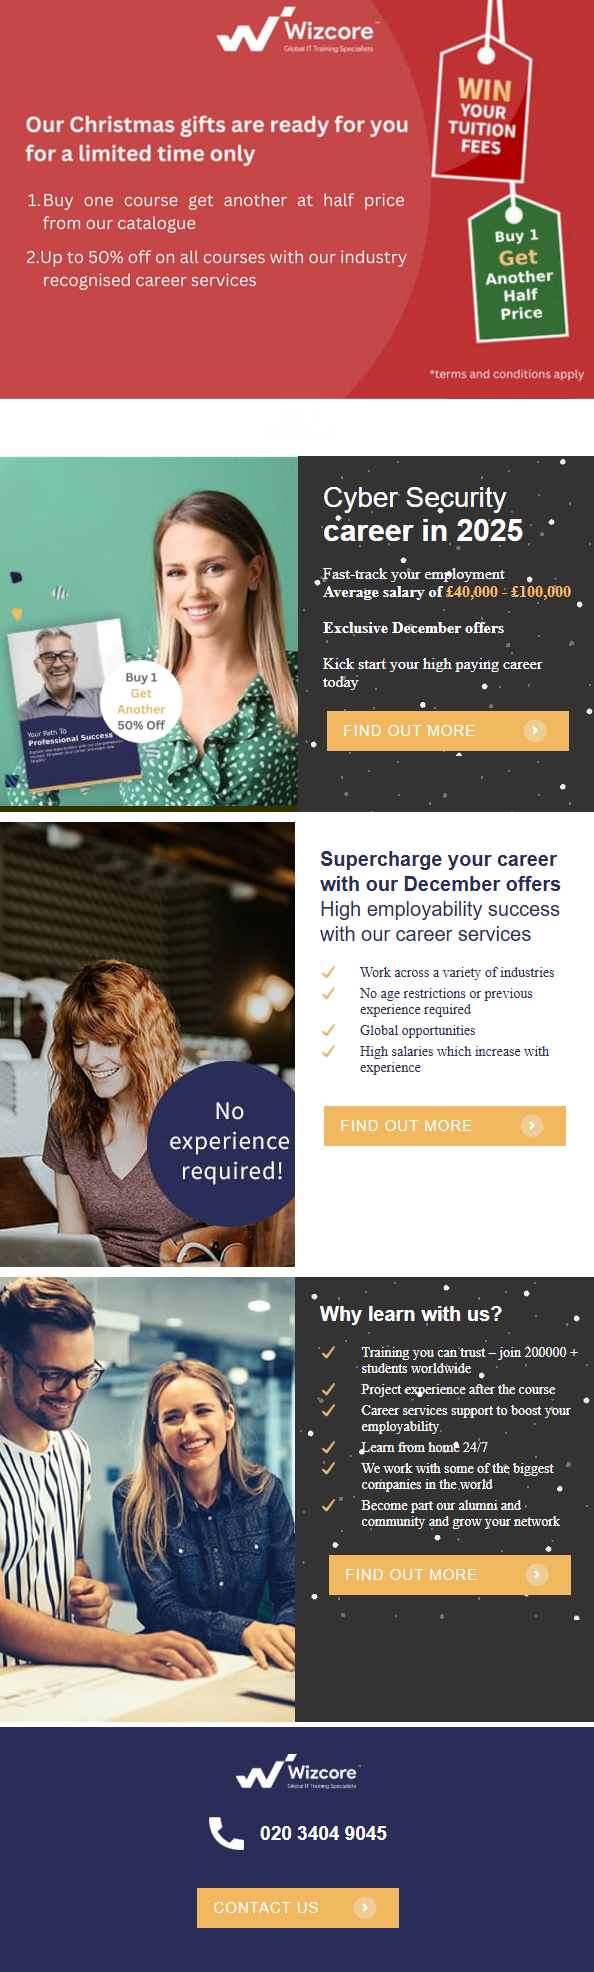 Wizcore
Global IT Training Specialists
WIN
YOUR
TUITION
FEES
Our Christmas gifts are ready for you
for a limited time only
1. Buy one course get another at half price
from our catalogue
2.Up to 50% off on all courses with our industry
recognised career services
Buy 1
Get
Another
Half
Price
*terms and conditions apply
Cyber Security
career in 2025
Fast-track your employment
Average salary of £40,000 - £100,000
Exclusive December offers
Kick start your high paying career
today
FIND OUT MORE
Buy 1
Get
Another
50% Off
Your Path To
Professional Success
Supercharge your career
with our December offers
High employability success
with our career services
Work across a variety of industries
No age restrictions or previous
experience required
Global opportunities
High salaries which increase with
experience
FIND OUT MORE
No
experience
required!
Why learn with us?
Training you can trust – join 200000 +
students worldwide
Project experience after the course
Career services support to boost your
employability
Learn from home 24/7
We work with some of the biggest
companies in the world
Become part our alumni and
community and grow your network
FIND OUT MORE
Wizcore
Global IT Training Specialists
020 3404 9045
CONTACT US